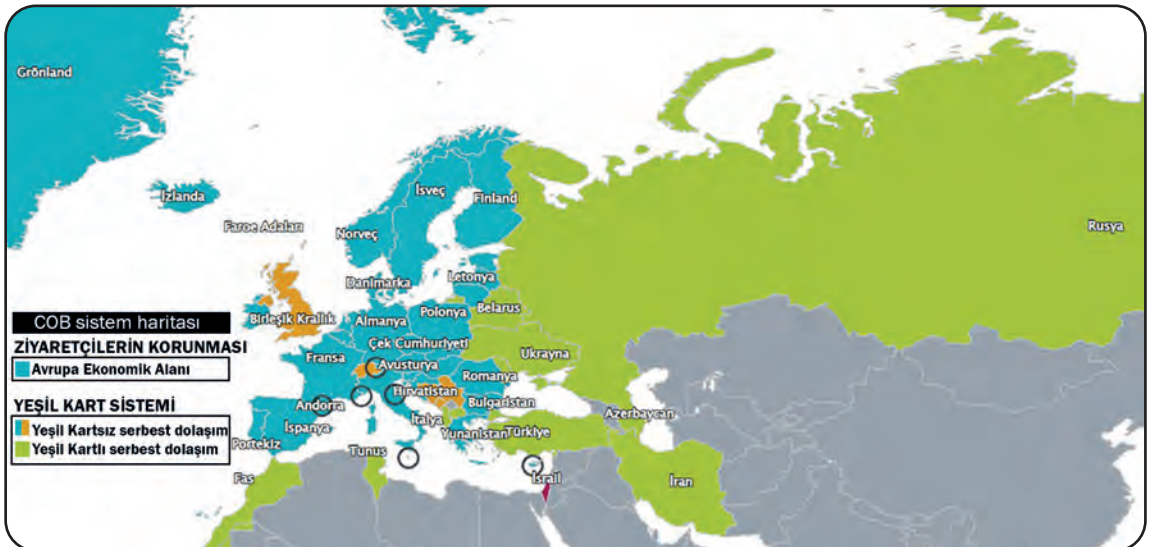 Grönland
İzlanda
Faroe Adaları
İsveç
Finland
Norveç
Rusya
Danimarka
Letonya
Birleşik Krallık
Almanya
Polonya
Belarus
Çek Cumhuriyeti
Ukrayna
Fransa
Avusturya
Romanya
Hırvatistan
Andorra
Bulgaristan
Azerbaycan
İspanya
İtalya
Portekiz
Yunanistan
Türkiye
Tunus
Fas
İsrail
İran
COB sistem haritası
ZİYARETÇİLERİN KORUNMASI
Avrupa Ekonomik Alanı
YEŞİL KART SİSTEMİ
Yeşil Kartsız serbest dolaşım
Yeşil Kartlı serbest dolaşım